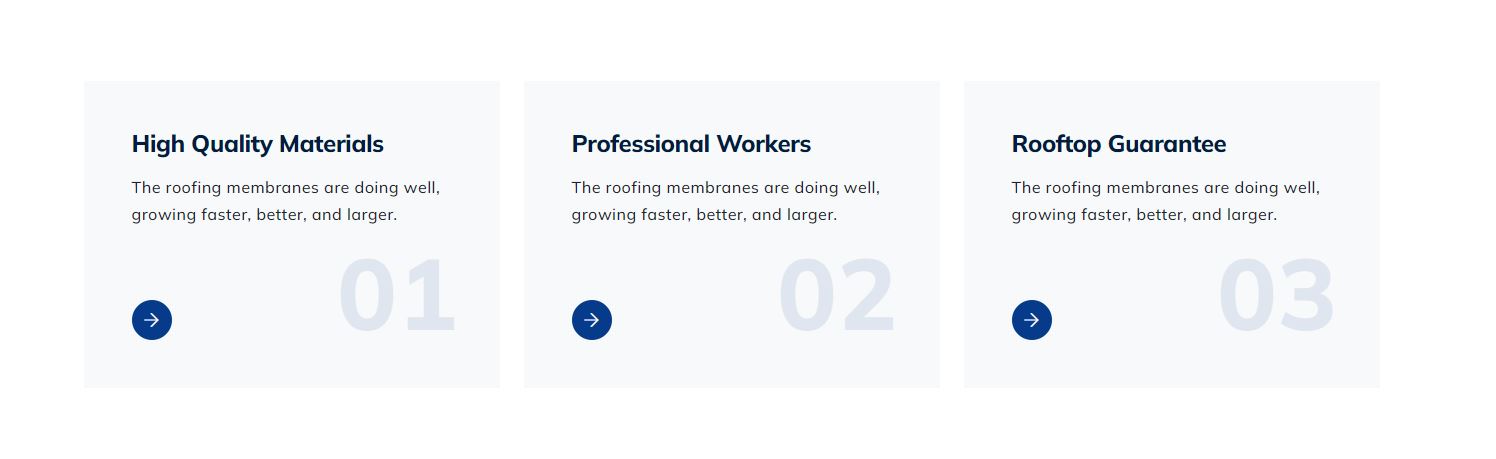 High Quality Materials
The roofing membranes are doing well,
growing faster, better, and larger.
01
Professional Workers
The roofing membranes are doing well,
growing faster, better, and larger.
02
Rooftop Guarantee
The roofing membranes are doing well,
growing faster, better, and larger.
03